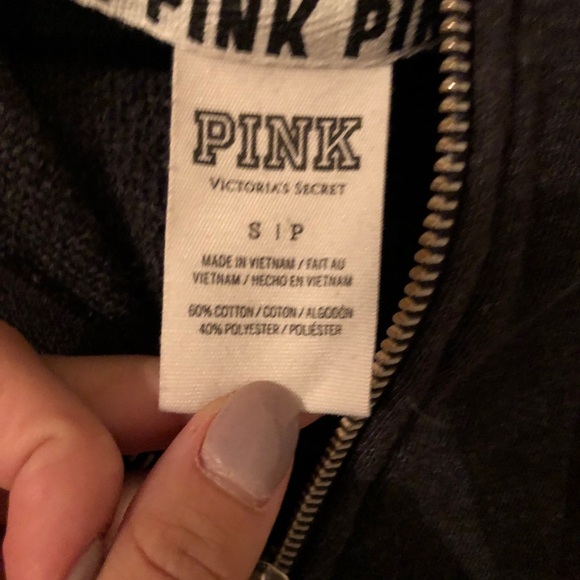 PINK PI
PINK
VICTORIA'S SECRET
S | P
MADE IN VIETNAM / FAIT AU
VIETNAM / HECHO EN VIETNAM
60% COTTON / COTON / ALGODÓN
40% POLYESTER / POLIÉSTER